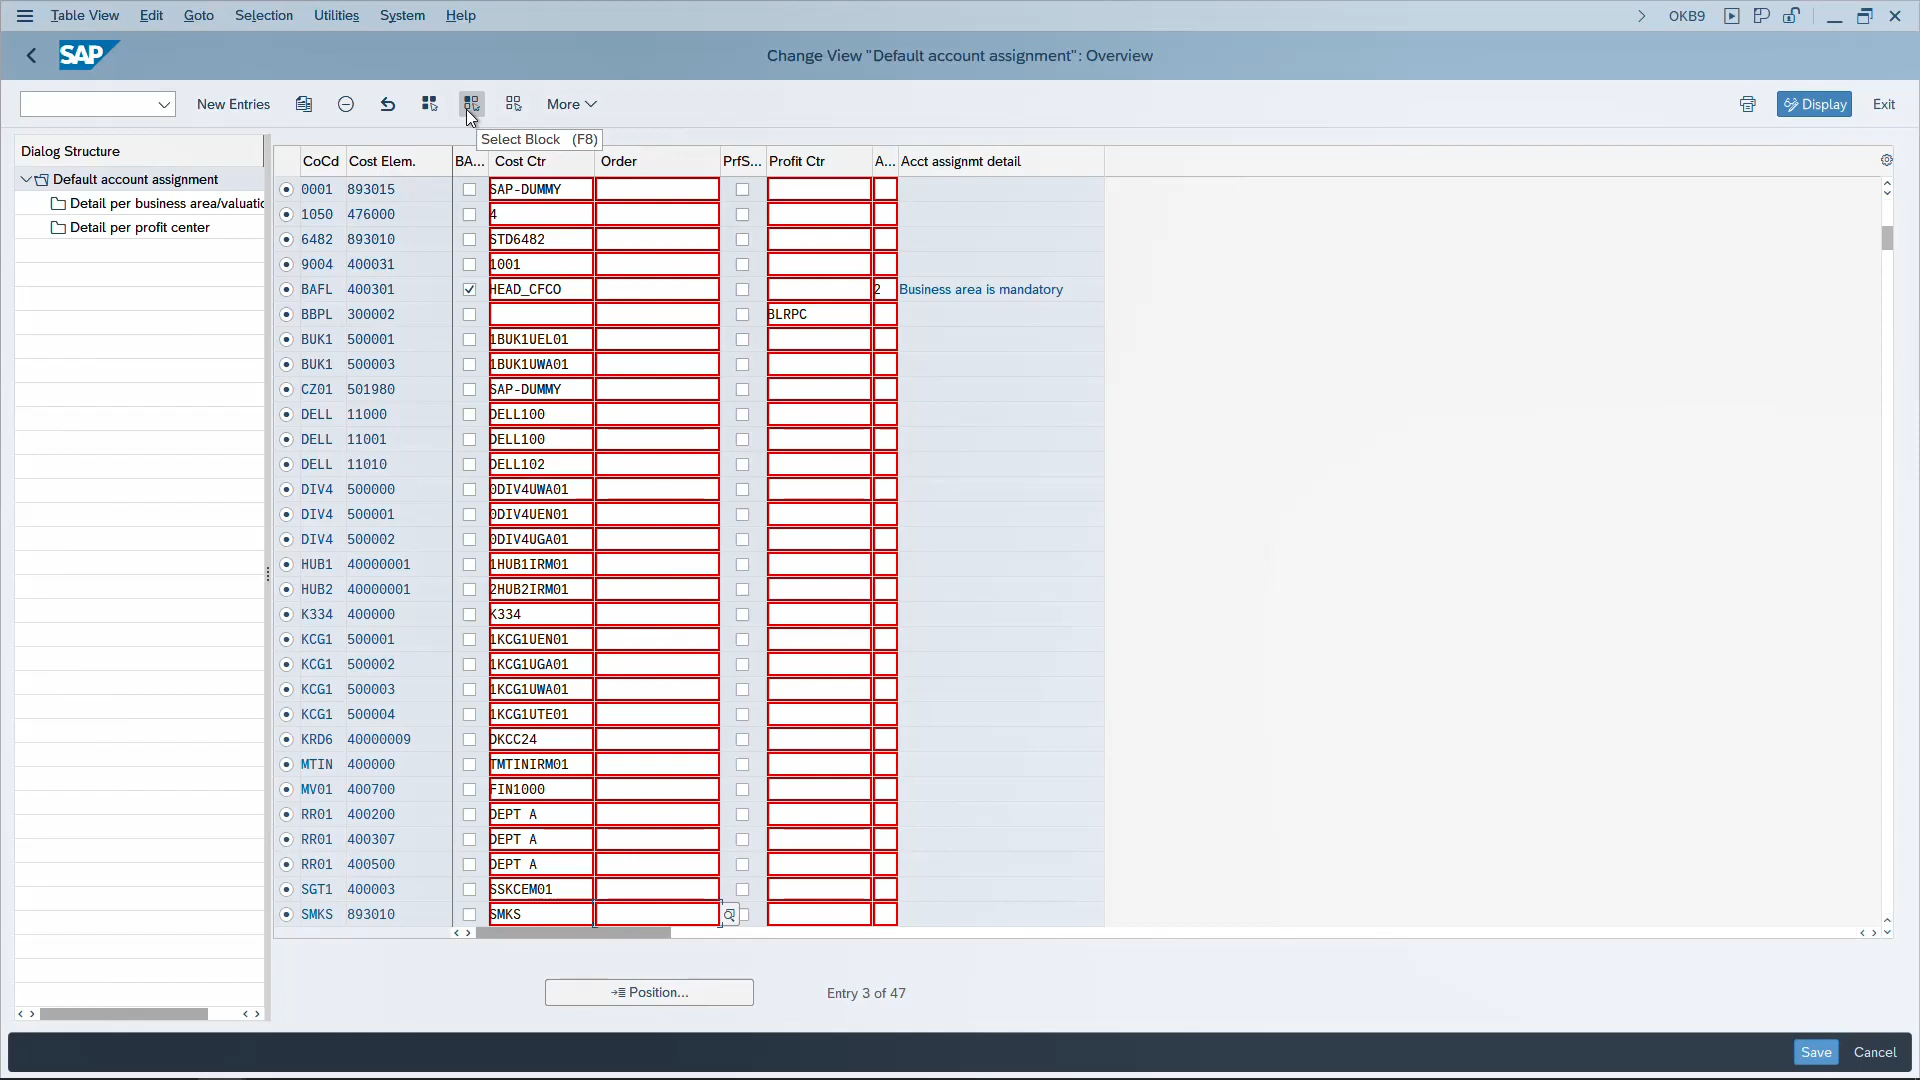 Table View Edit Goto Selection Utilities System Help OKB9
SAP Change View "Default account assignment": Overview
New Entries More Display Exit
Select Block (F8)
Dialog Structure
Default account assignment
Detail per business area/valuatio
Detail per profit center
CoCd Cost Elem. BA... Cost Ctr Order PrfS... Profit Ctr A... Acct assignmt detail
0001 893015 SAP-DUMMY
1050 476000 4
6482 893010 STD6482
9004 400031 1001
BAFL 400301 HEAD_CFCO 2 Business area is mandatory
BBPL 300002 BLRPC
BUK1 500001 1BUK1UEL01
BUK1 500003 1BUK1UWA01
CZ01 501980 SAP-DUMMY
DELL 11000 DELL100
DELL 11001 DELL100
DELL 11010 DELL102
DIV4 500000 0DIV4UWA01
DIV4 500001 0DIV4UEN01
DIV4 500002 0DIV4UGA01
HUB1 40000001 1HUB1IRM01
HUB2 40000001 2HUB2IRM01
K334 400000 K334
KCG1 500001 1KCG1UEN01
KCG1 500002 1KCG1UGA01
KCG1 500003 1KCG1UWA01
KCG1 500004 1KCG1UTE01
KRD6 40000009 DKCC24
MTIN 400000 TMTINIRM01
MV01 400700 FIN1000
RR01 400200 DEPT A
RR01 400307 DEPT A
RR01 400500 DEPT A
SGT1 400003 SSKCEM01
SMKS 893010 SMKS
Position... Entry 3 of 47
Save Cancel